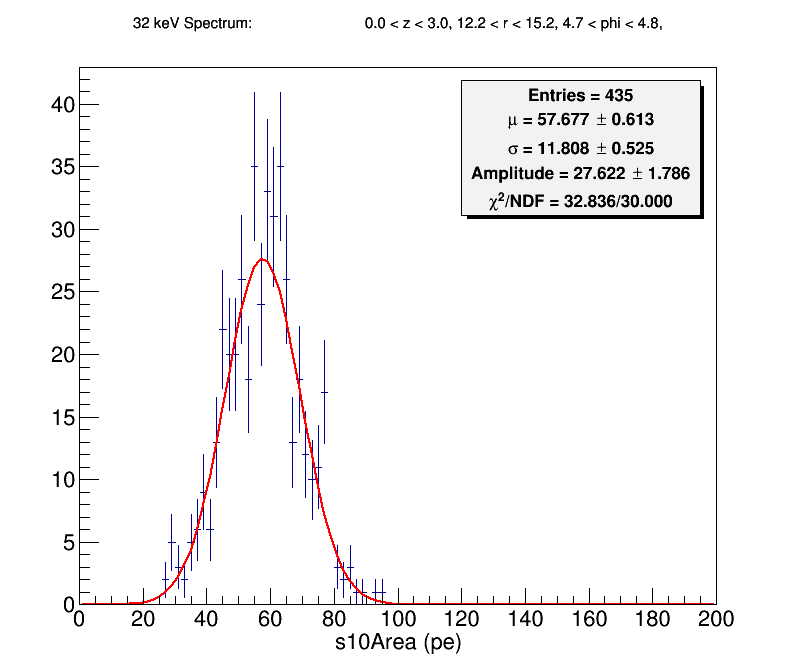 32 keV Spectrum: 0.0 < z < 3.0, 12.2 < r < 15.2, 4.7 < phi < 4.8,
Entries = 435
μ = 57.677 ± 0.613
σ = 11.808 ± 0.525
Amplitude = 27.622 ± 1.786
χ²/NDF = 32.836/30.000
40
35
30
25
20
15
10
5
0
0 20 40 60 80 100 120 140 160 180 200
s10Area (pe)